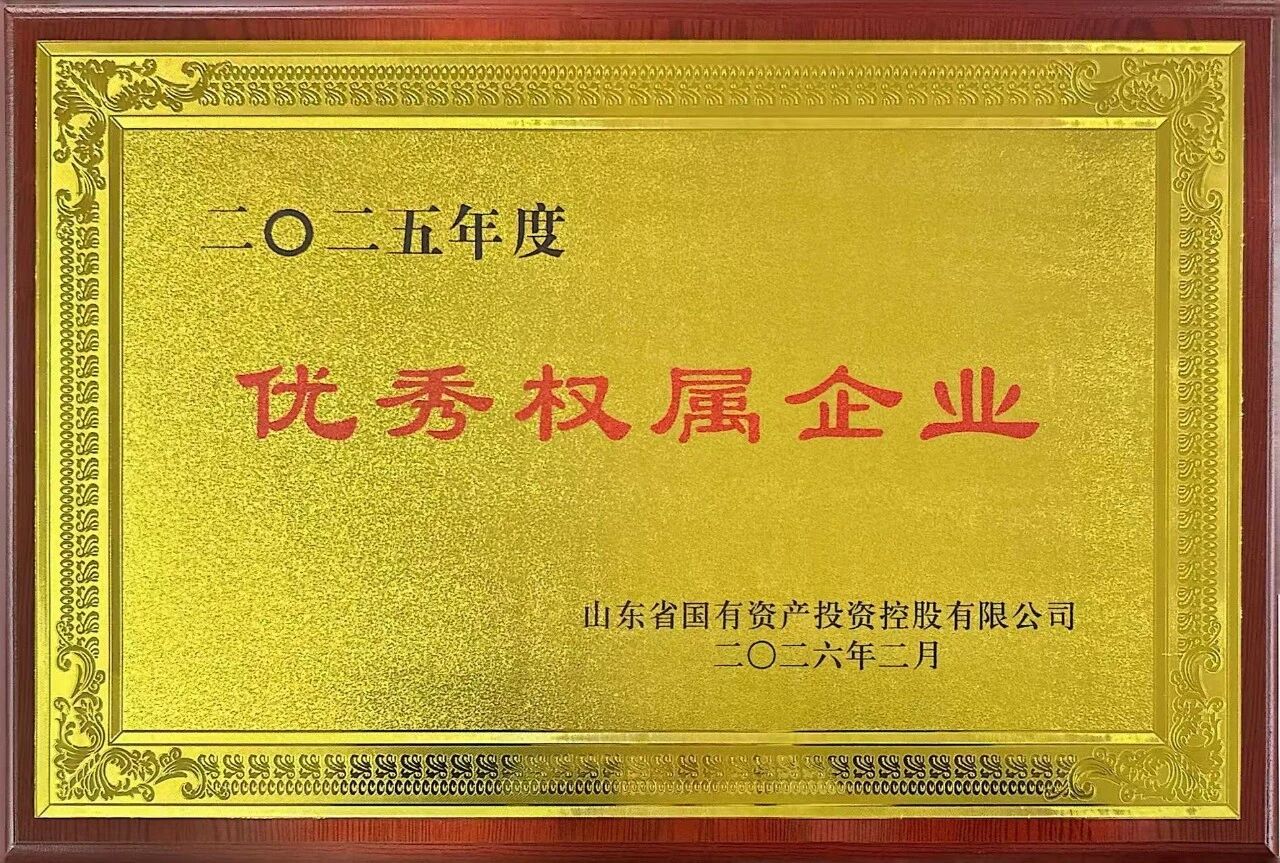 二〇二五年度
优秀权属企业
山东省国有资产投资控股有限公司
二〇二六年二月